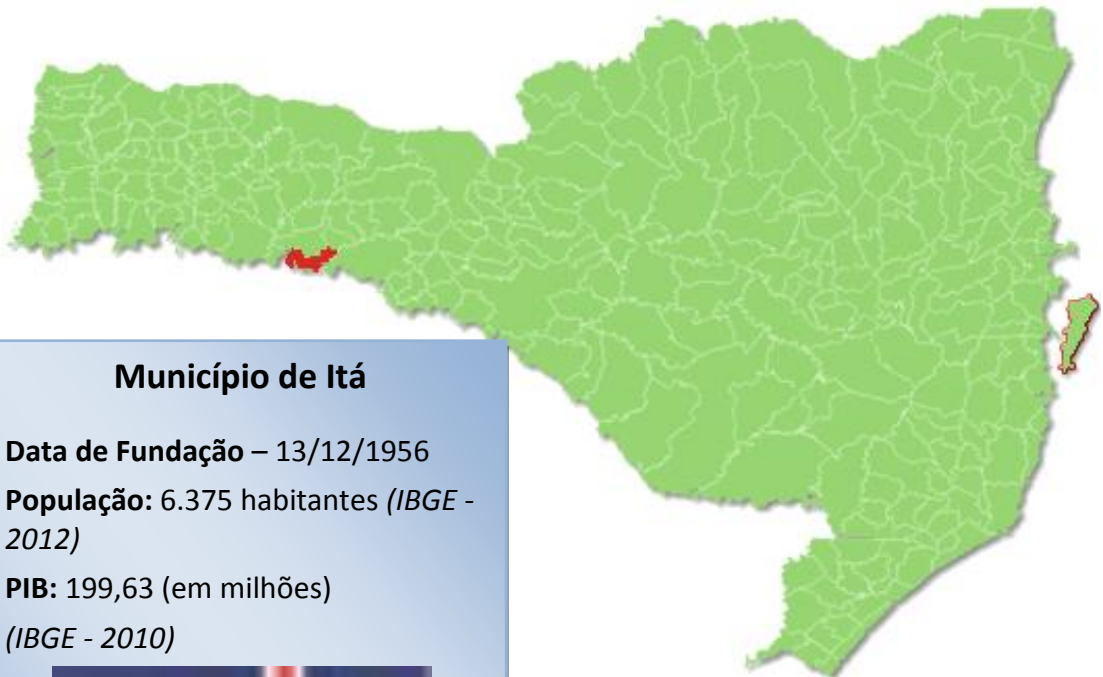 Município de Itá
Data de Fundação – 13/12/1956
População: 6.375 habitantes (IBGE -
2012)
PIB: 199,63 (em milhões)
(IBGE - 2010)